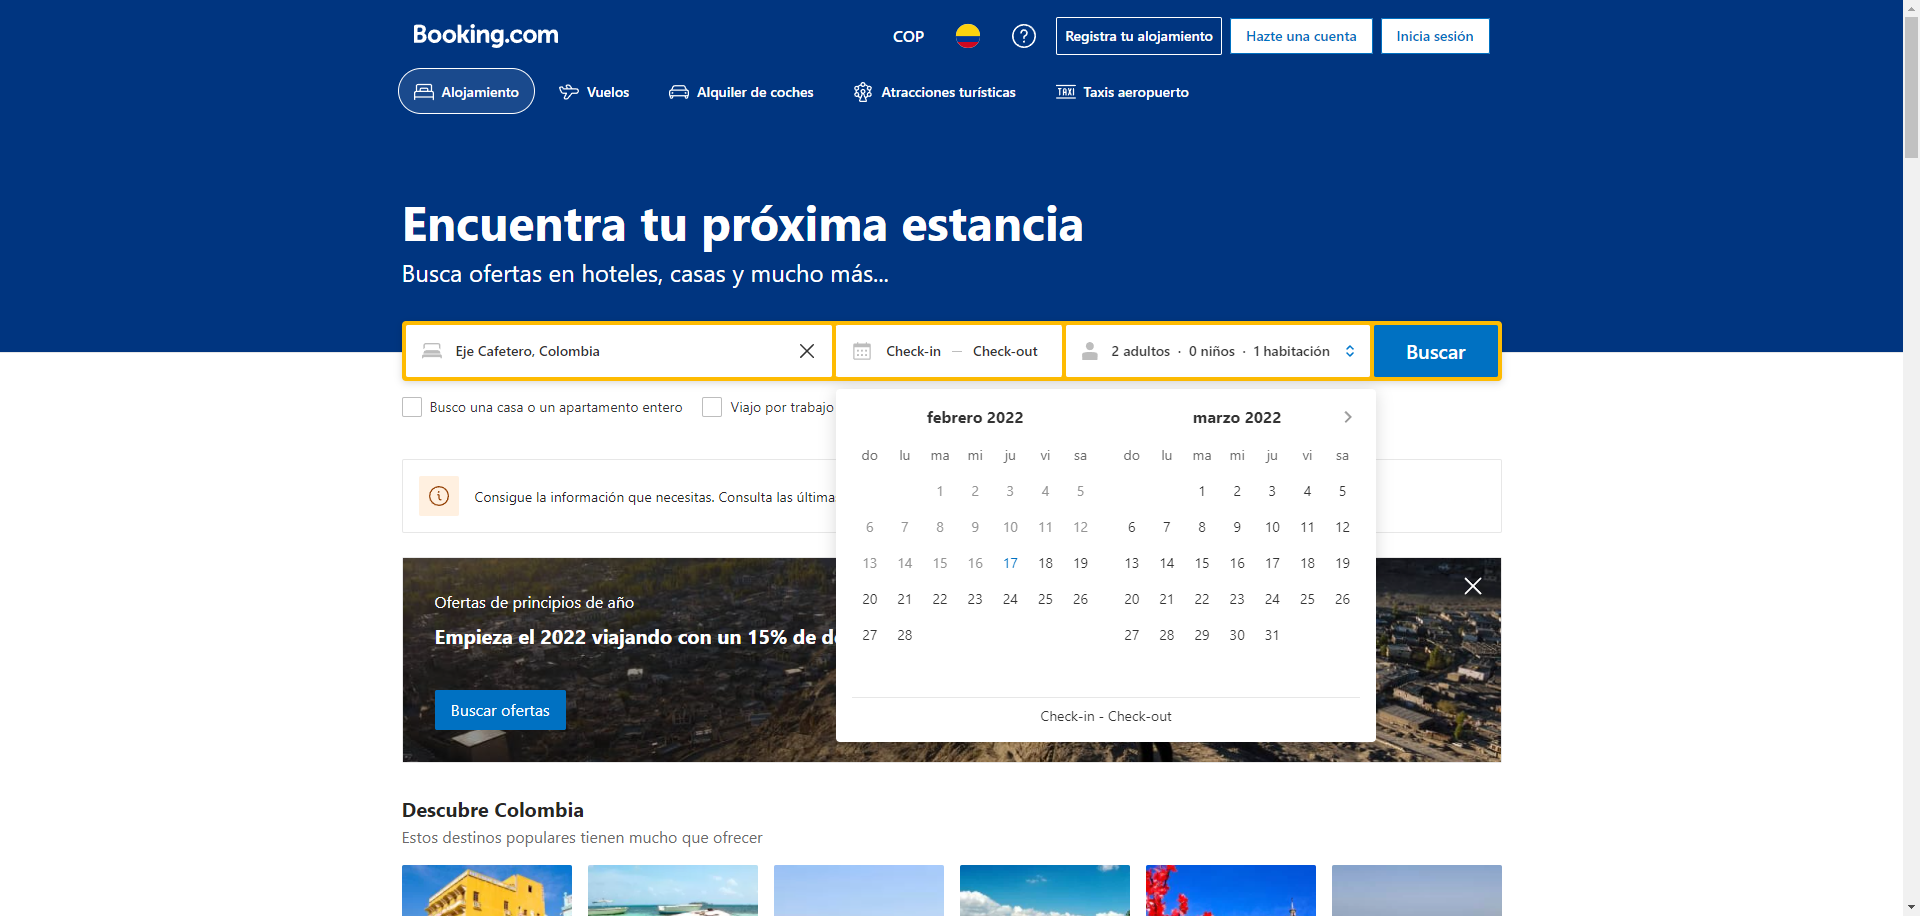 Booking.com
COP
Registra tu alojamiento
Hazte una cuenta
Inicia sesión
Alojamiento
Vuelos
Alquiler de coches
Atracciones turísticas
TAXI Taxis aeropuerto
Encuentra tu próxima estancia
Busca ofertas en hoteles, casas y mucho más...
Eje Cafetero, Colombia
Check-in — Check-out
2 adultos · 0 niños · 1 habitación
Buscar
Busco una casa o un apartamento entero
Viajo por trabajo
febrero 2022
do lu ma mi ju vi sa
1 2 3 4 5
6 7 8 9 10 11 12
13 14 15 16 17 18 19
20 21 22 23 24 25 26
27 28
marzo 2022
do lu ma mi ju vi sa
1 2 3 4 5
6 7 8 9 10 11 12
13 14 15 16 17 18 19
20 21 22 23 24 25 26
27 28 29 30 31
Check-in - Check-out
Consigue la información que necesitas. Consulta las última
Ofertas de principios de año
Empieza el 2022 viajando con un 15% de d
Buscar ofertas
Descubre Colombia
Estos destinos populares tienen mucho que ofrecer